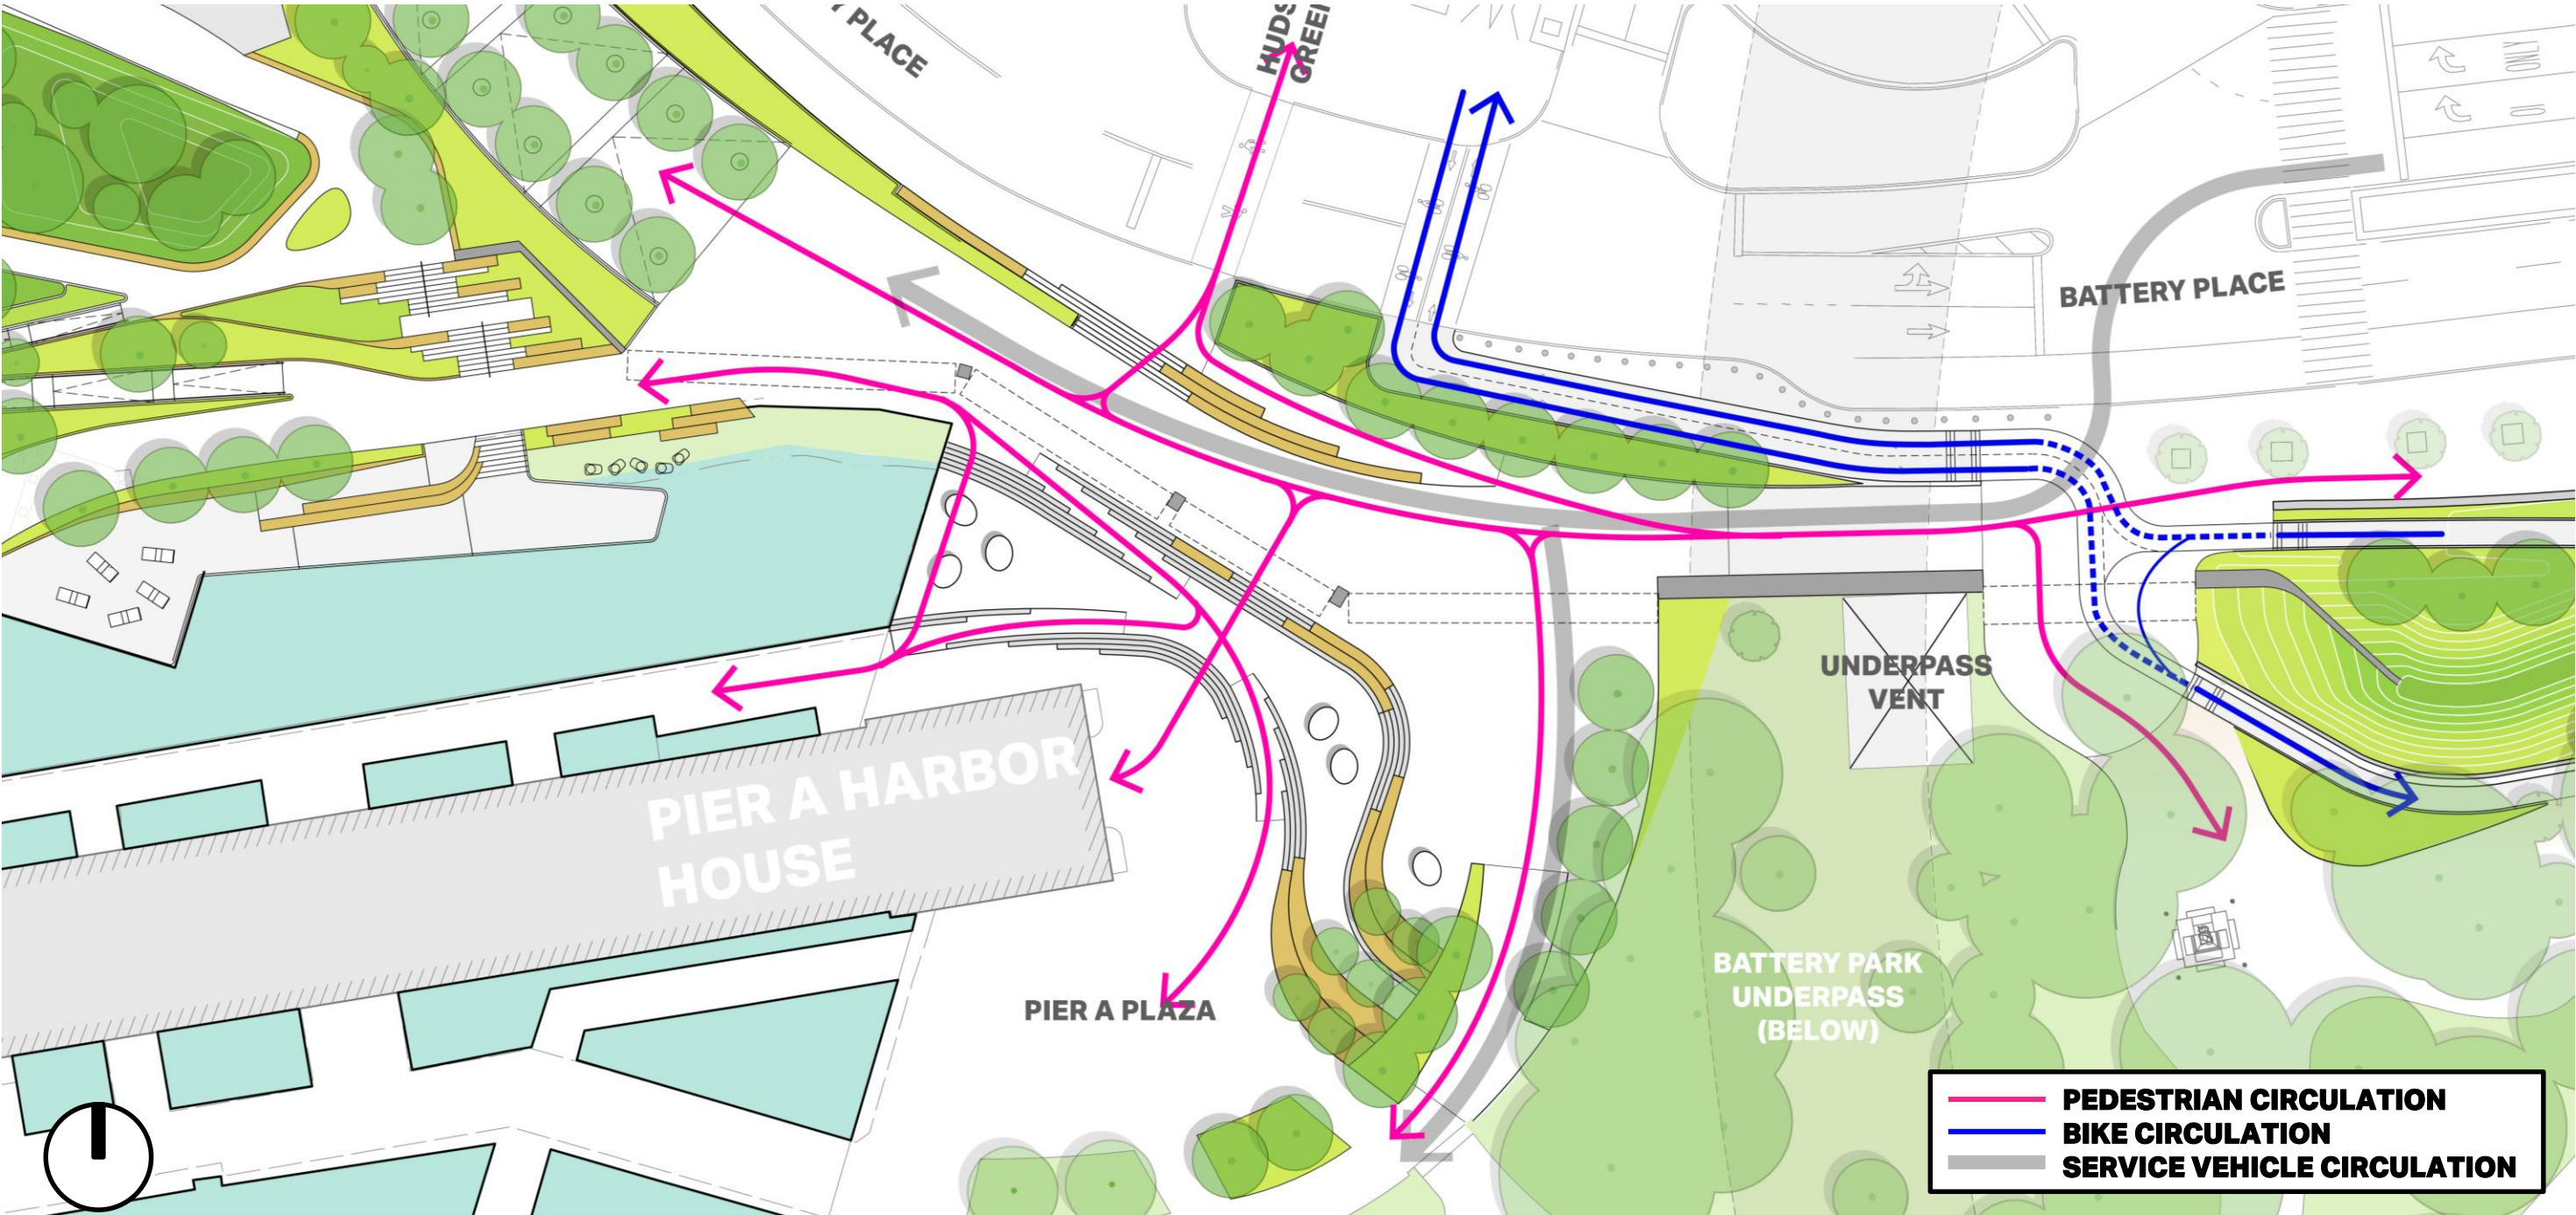 PLACE
BATTERY PLACE
UNDERPASS
VENT
PIER A HARBOR
HOUSE
BATTERY PARK
UNDERPASS
(BELOW)
PIER A PLAZA
PEDESTRIAN CIRCULATION
BIKE CIRCULATION
SERVICE VEHICLE CIRCULATION